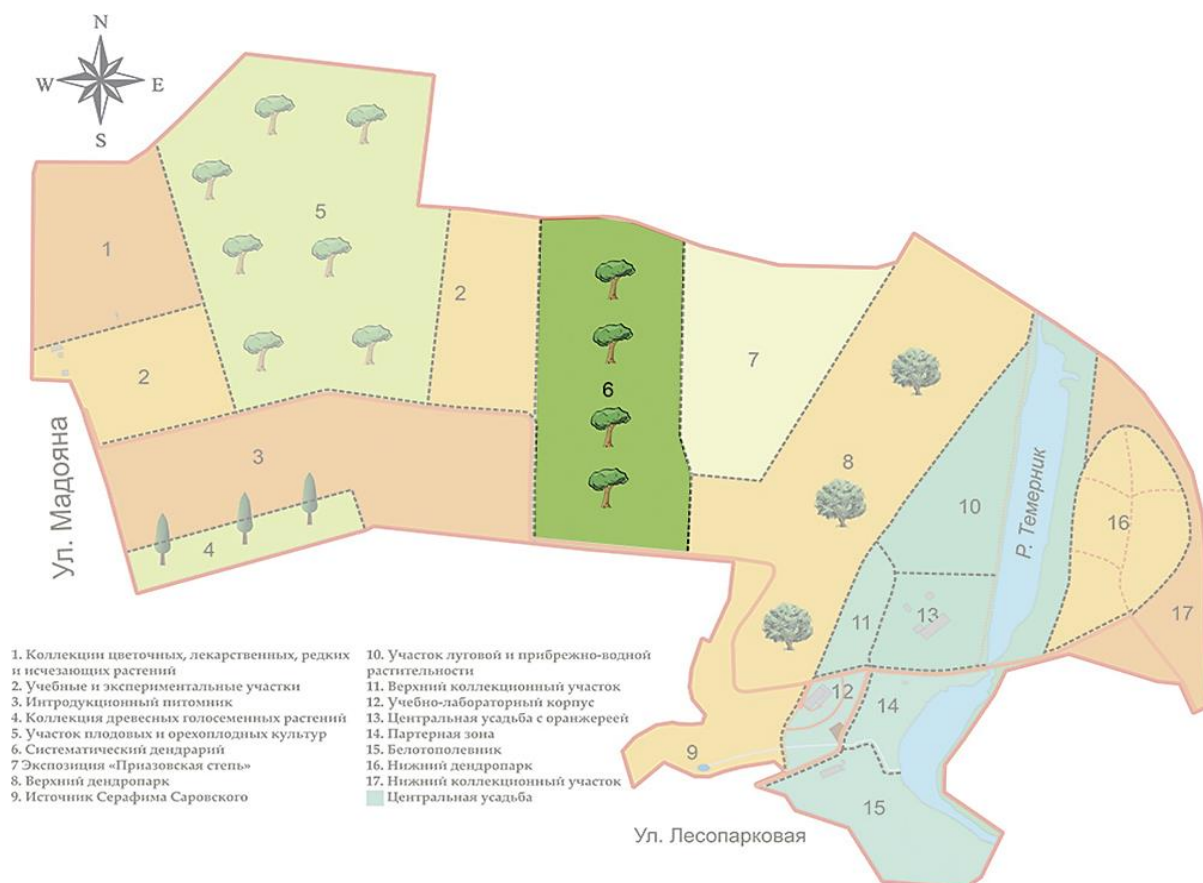 N
W E
S
1
5
2
2
6
7
8
3
4
10
16
17
11
13
12
14
9
15
Ул. Мадояна
Р. Темерник
Ул. Лесопарковая
1. Коллекции цветочных, лекарственных, редких
и исчезающих растений
2. Учебные и экспериментальные участки
3. Интродукционный питомник
4. Коллекция древесных голосеменных растений
5. Участок плодовых и орехоплодных культур
6. Систематический дендрарий
7 Экспозиция «Приазовская степь»
8. Верхний дендропарк
9. Источник Серафима Саровского
10. Участок луговой и прибрежно-водной
растительности
11. Верхний коллекционный участок
12. Учебно-лабораторный корпус
13. Центральная усадьба с оранжереей
14. Партерная зона
15. Белотополевник
16. Нижний дендропарк
17. Нижний коллекционный участок
Центральная усадьба